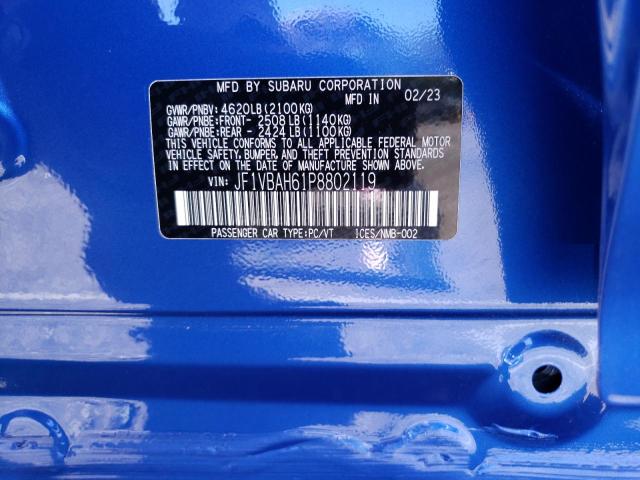 MFD BY SUBARU CORPORATION
MFD IN 02/23
GVWR/PNBV: 4620LB(2100KG)
GAWR/PNBE:FRONT- 2508 LB(1140KG)
GAWR/PNBE:REAR - 2424 LB(1100KG)
THIS VEHICLE CONFORMS TO ALL APPLICABLE FEDERAL MOTOR
VEHICLE SAFETY, BUMPER, AND THEFT PREVENTION STANDARDS
IN EFFECT ON THE DATE OF MANUFACTURE SHOWN ABOVE.
VIN: JF1VBAH61P8802119
PASSENGER CAR TYPE:PC/VT ICES/NMB-002